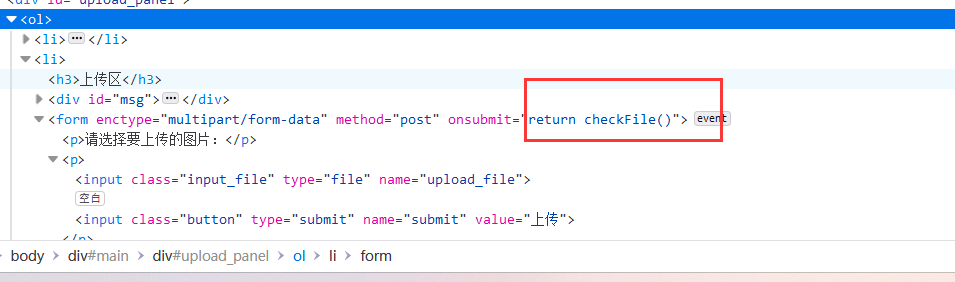 <div id="upload_panel">
<ol>
<li>⋯</li>
<li>
<h3>上传区</h3>
<div id="msg">⋯</div>
<form enctype="multipart/form-data" method="post" onsubmit="return checkFile()"> event
<p>请选择要上传的图片：</p>
<p>
<input class="input_file" type="file" name="upload_file">
空白
<input class="button" type="submit" name="submit" value="上传">
</p>
body > div#main > div#upload_panel > ol > li > form